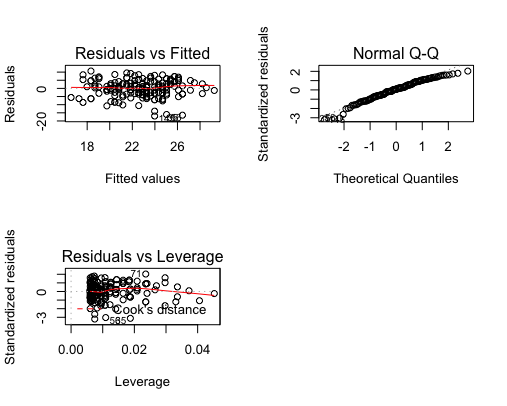 Residuals vs Fitted
Residuals
0
-20
18 22 26
Fitted values
Normal Q-Q
Standardized residuals
2
0
-3
-2 -1 0 1 2
Theoretical Quantiles
Residuals vs Leverage
Standardized residuals
0
-3
71
Cook's distance
0.00 0.02 0.04
Leverage